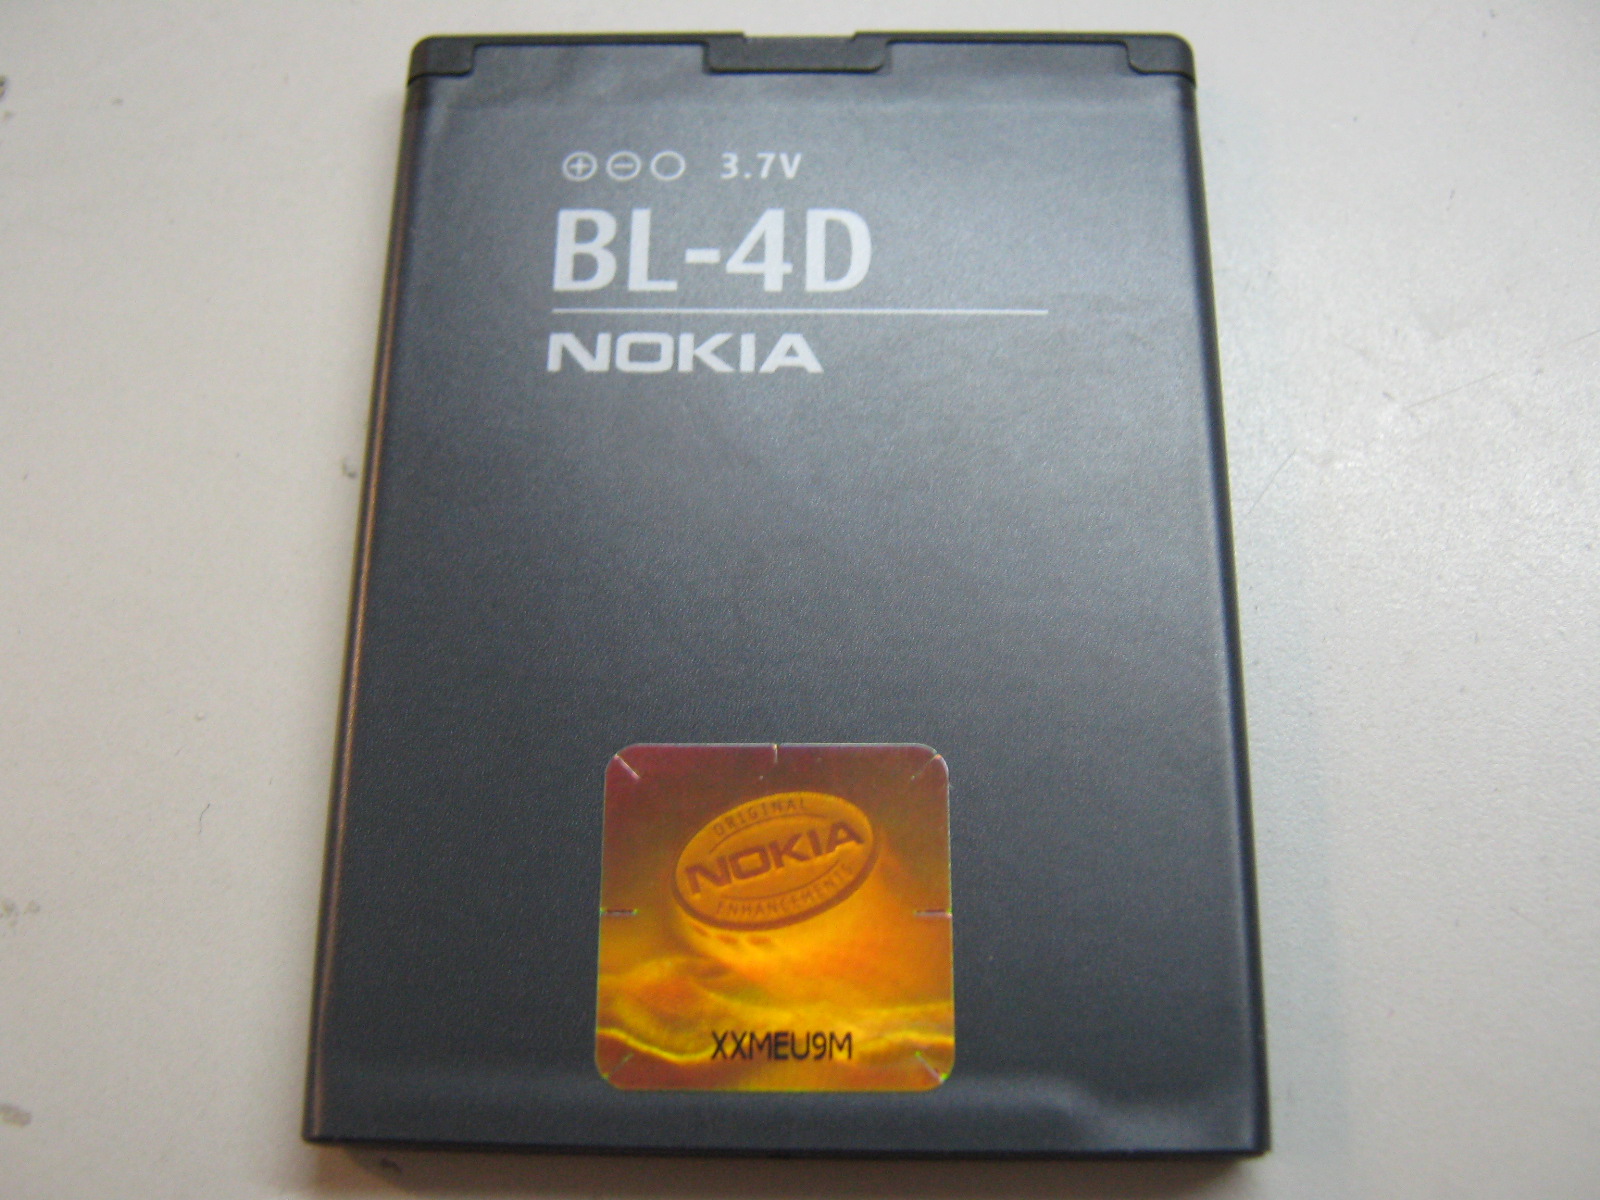 ⊕⊖○ 3.7V
BL-4D
NOKIA
ORIGINAL
NOKIA
ENHANCEMENTS
XXMEU9M